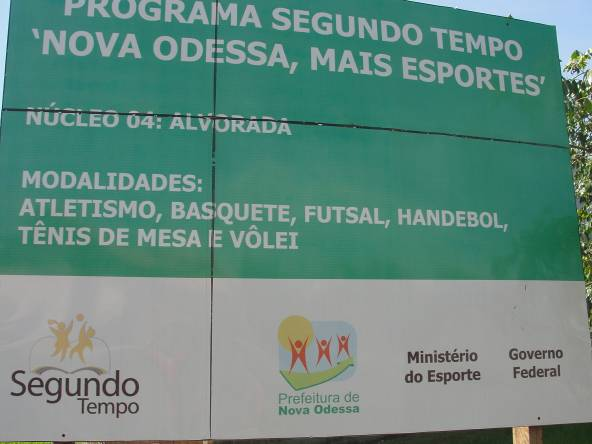 PROGRAMA SEGUNDO TEMPO
'NOVA ODESSA, MAIS ESPORTES'
NÚCLEO 04: ALVORADA
MODALIDADES:
ATLETISMO, BASQUETE, FUTSAL, HANDEBOL,
TÊNIS DE MESA E VÔLEI
Segundo
Tempo
Prefeitura de
Nova Odessa
Ministério
do Esporte
Governo
Federal